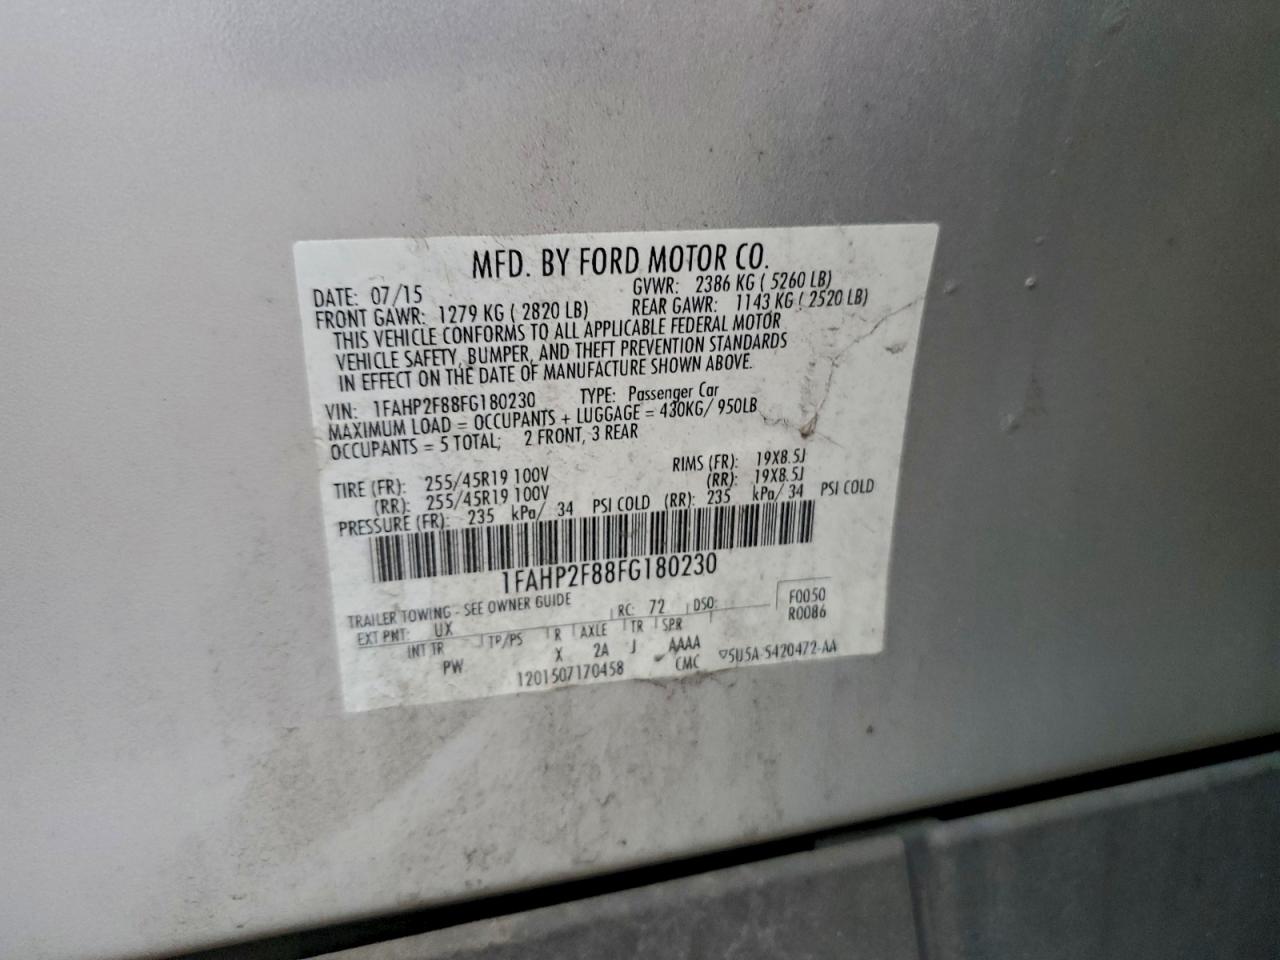 MFD. BY FORD MOTOR CO.
DATE: 07/15 GVWR: 2386 KG ( 5260 LB)
FRONT GAWR: 1279 KG ( 2820 LB) REAR GAWR: 1143 KG ( 2520 LB)
THIS VEHICLE CONFORMS TO ALL APPLICABLE FEDERAL MOTOR
VEHICLE SAFETY, BUMPER, AND THEFT PREVENTION STANDARDS
IN EFFECT ON THE DATE OF MANUFACTURE SHOWN ABOVE.
VIN: 1FAHP2F88FG180230 TYPE: Passenger Car
MAXIMUM LOAD = OCCUPANTS + LUGGAGE = 430KG/ 950LB
OCCUPANTS = 5 TOTAL; 2 FRONT, 3 REAR
TIRE (FR): 255/45R19 100V RIMS (FR): 19X8.5J
(RR): 255/45R19 100V (RR): 19X8.5J
PRESSURE (FR): 235 kPa/ 34 PSI COLD (RR): 235 kPa/ 34 PSI COLD
1FAHP2F88FG180230
TRAILER TOWING - SEE OWNER GUIDE
EXT PNT: UX RC: 72 DSO: F0050
R0086
INT TR TP/PS R AXLE TR SPR
PW X 2A J AAAA
1201507170458 CMC ▽5U5A-5420472-AA